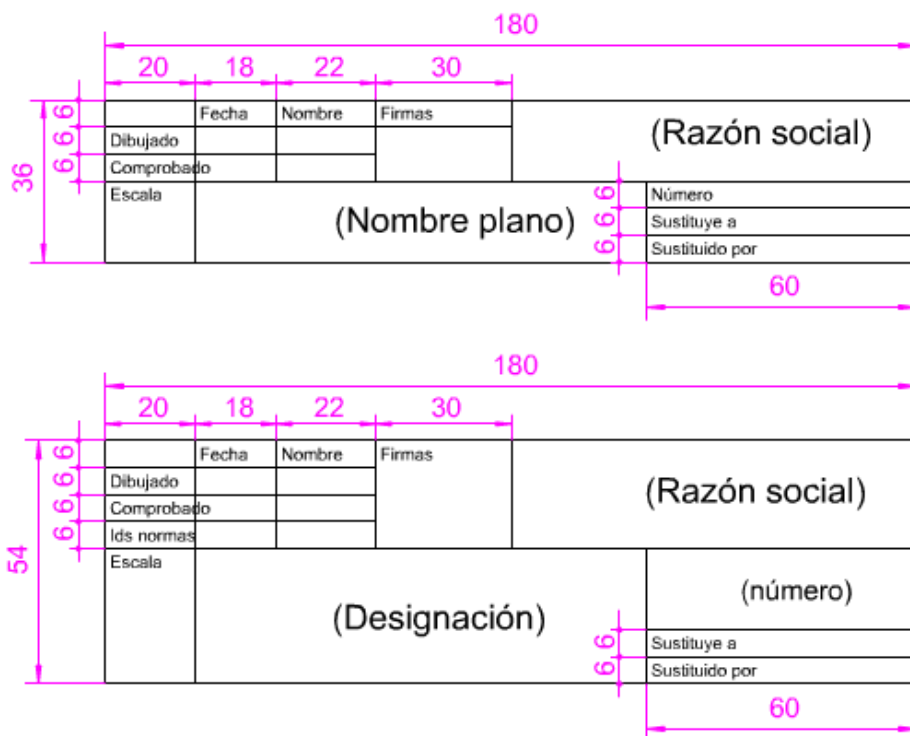 180
20 18 22 30
6 Fecha Nombre Firmas
(Razón social)
6 Dibujado
6 Comprobado
36
Escala
(Nombre plano)
6 Número
6 Sustituye a
6 Sustituido por
60
180
20 18 22 30
6 Fecha Nombre Firmas
6 Dibujado
(Razón social)
6 Comprobado
6 Ids normas
54
Escala
(Designación)
(número)
6 Sustituye a
6 Sustituido por
60